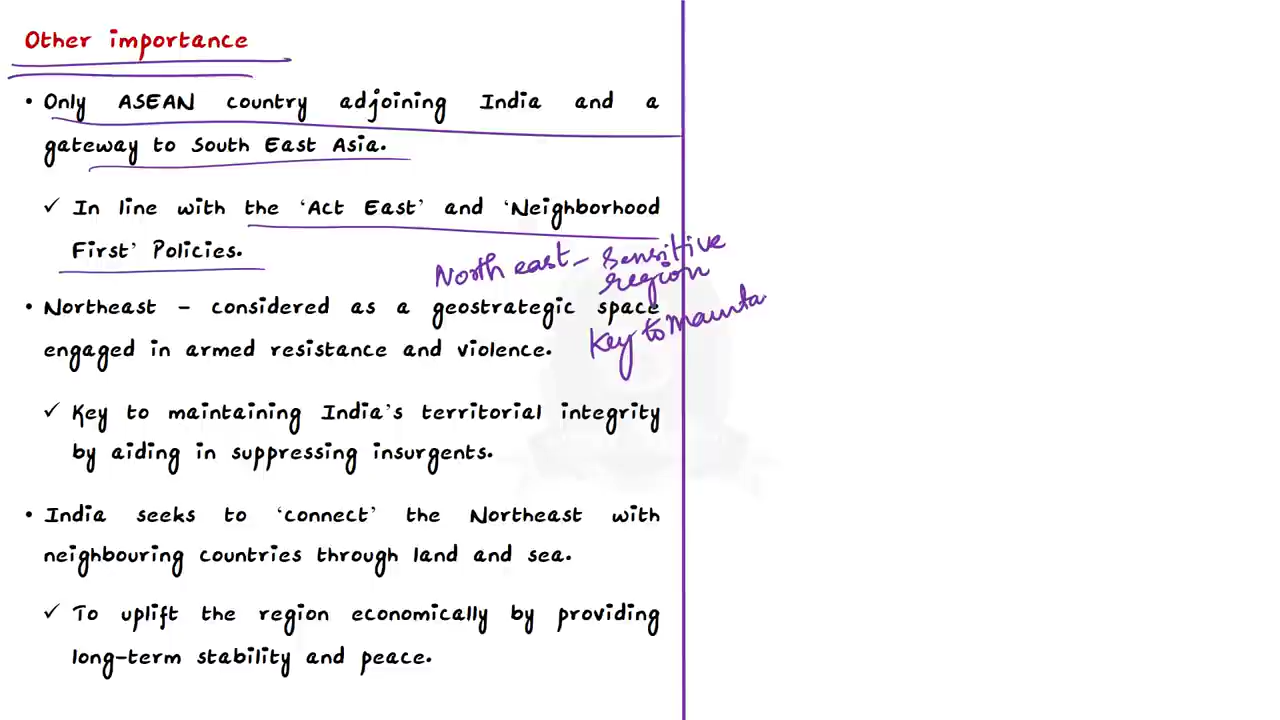 Other importance
• Only ASEAN country adjoining India and a
gateway to South East Asia.
✓ In line with the ‘Act East’ and ‘Neighborhood
First’ Policies.
North east - Sensitive
region
• Northeast - considered as a geostrategic space
engaged in armed resistance and violence.
Key to Mainta
✓ Key to maintaining India's territorial integrity
by aiding in suppressing insurgents.
• India seeks to ‘connect’ the Northeast with
neighbouring countries through land and sea.
✓ To uplift the region economically by providing
long-term stability and peace.